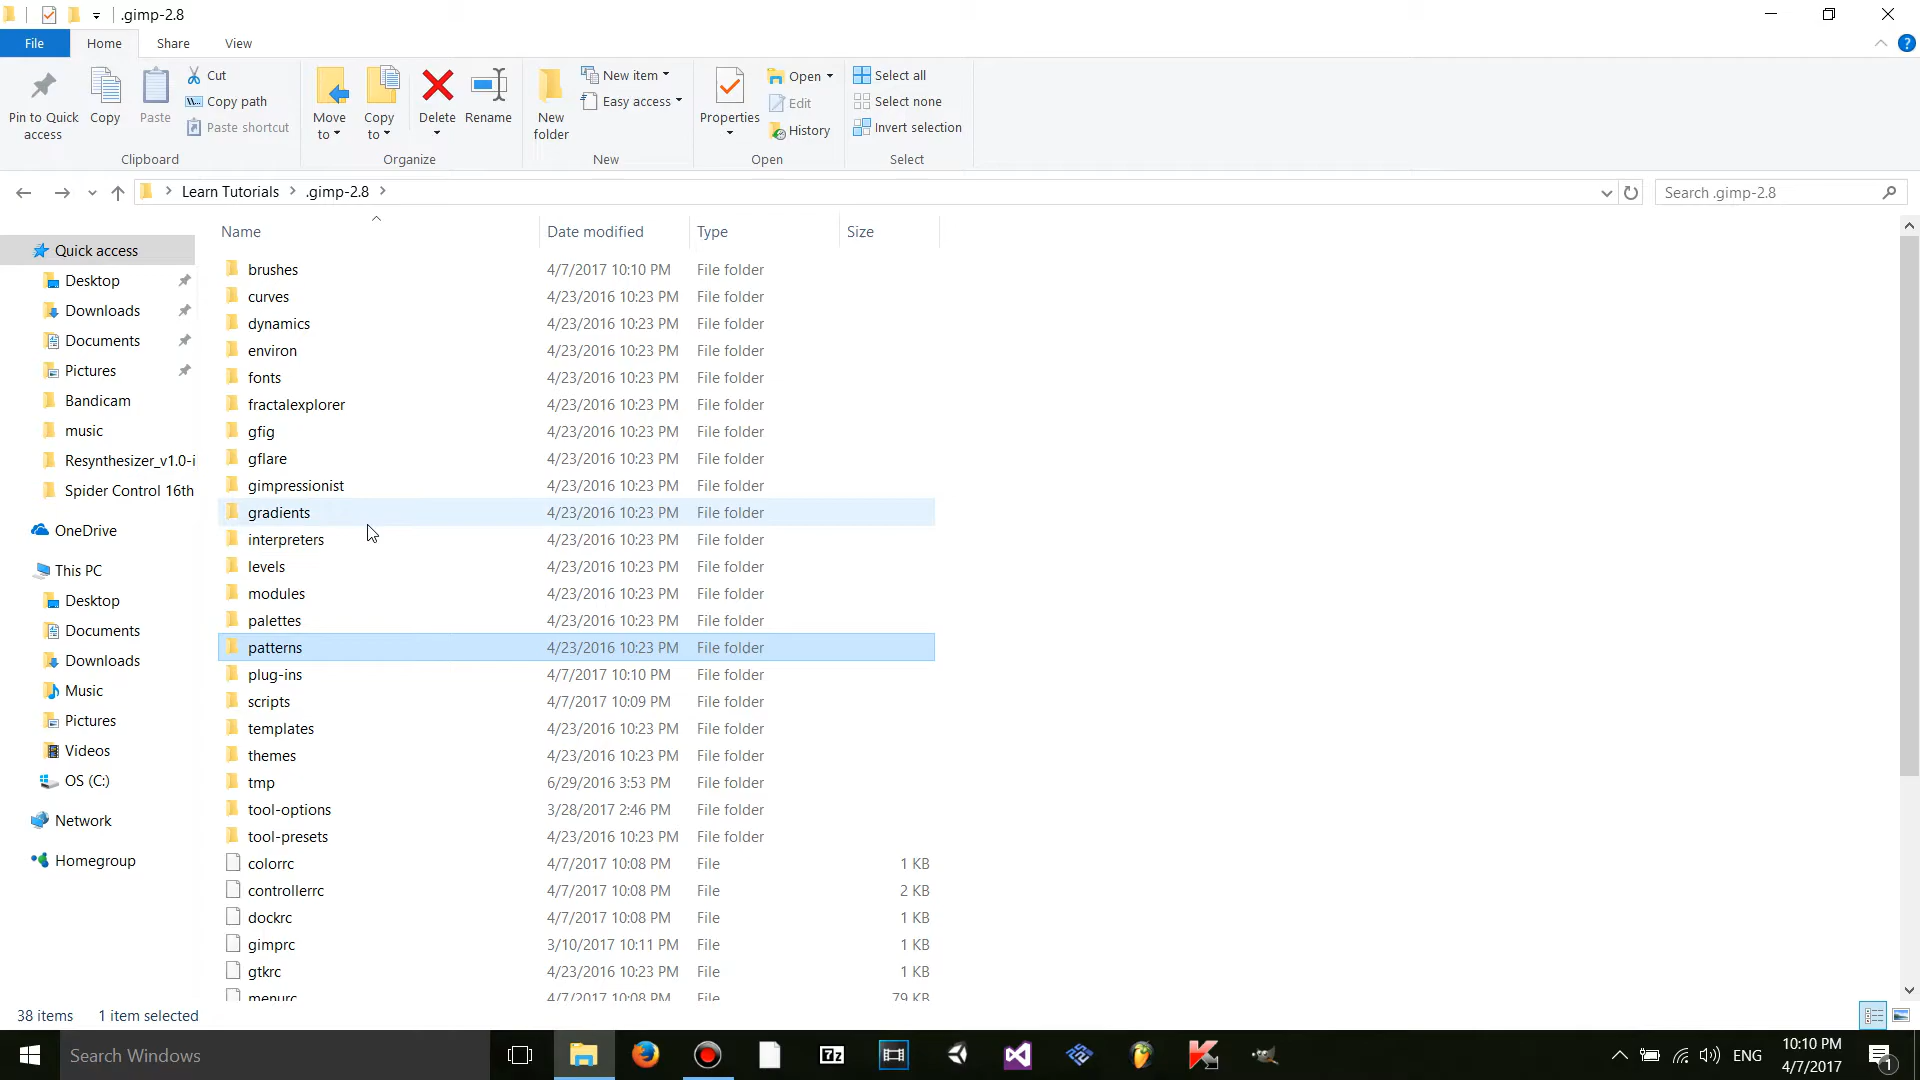 .gimp-2.8
File Home Share View
Pin to Quick access
Copy
Paste
Cut
Copy path
Paste shortcut
Clipboard
Move to
Copy to
Delete
Rename
Organize
New folder
New item
Easy access
New
Properties
Open
Edit
History
Open
Select all
Select none
Invert selection
Select
Learn Tutorials .gimp-2.8
Search .gimp-2.8
Quick access
Desktop
Downloads
Documents
Pictures
Bandicam
music
Resynthesizer_v1.0-i
Spider Control 16th
OneDrive
This PC
Desktop
Documents
Downloads
Music
Pictures
Videos
OS (C:)
Network
Homegroup
Name Date modified Type Size
brushes 4/7/2017 10:10 PM File folder
curves 4/23/2016 10:23 PM File folder
dynamics 4/23/2016 10:23 PM File folder
environ 4/23/2016 10:23 PM File folder
fonts 4/23/2016 10:23 PM File folder
fractalexplorer 4/23/2016 10:23 PM File folder
gfig 4/23/2016 10:23 PM File folder
gflare 4/23/2016 10:23 PM File folder
gimpressionist 4/23/2016 10:23 PM File folder
gradients 4/23/2016 10:23 PM File folder
interpreters 4/23/2016 10:23 PM File folder
levels 4/23/2016 10:23 PM File folder
modules 4/23/2016 10:23 PM File folder
palettes 4/23/2016 10:23 PM File folder
patterns 4/23/2016 10:23 PM File folder
plug-ins 4/7/2017 10:10 PM File folder
scripts 4/7/2017 10:09 PM File folder
templates 4/23/2016 10:23 PM File folder
themes 4/23/2016 10:23 PM File folder
tmp 6/29/2016 3:53 PM File folder
tool-options 3/28/2017 2:46 PM File folder
tool-presets 4/23/2016 10:23 PM File folder
colorrc 4/7/2017 10:08 PM File 1 KB
controllerrc 4/7/2017 10:08 PM File 2 KB
dockrc 4/7/2017 10:08 PM File 1 KB
gimprc 3/10/2017 10:11 PM File 1 KB
gtkrc 4/23/2016 10:23 PM File 1 KB
menurc 4/7/2017 10:08 PM File 79 KB
38 items 1 item selected
Search Windows
7z
ENG
10:10 PM
4/7/2017
1